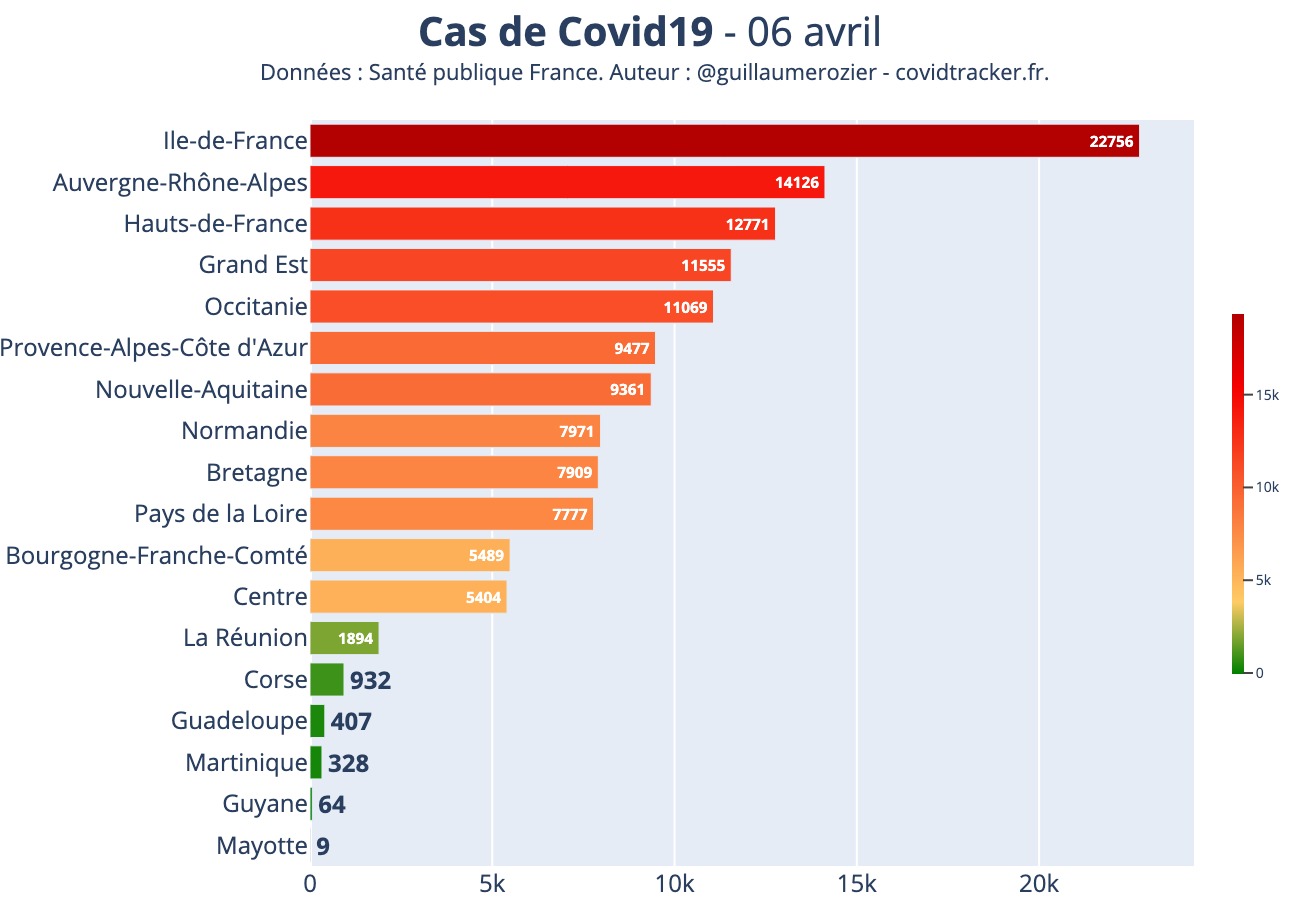 Cas de Covid19 - 06 avril
Données : Santé publique France. Auteur : @guillaumerozier - covidtracker.fr.
Ile-de-France 22756
Auvergne-Rhône-Alpes 14126
Hauts-de-France 12771
Grand Est 11555
Occitanie 11069
Provence-Alpes-Côte d'Azur 9477
Nouvelle-Aquitaine 9361
Normandie 7971
Bretagne 7909
Pays de la Loire 7777
Bourgogne-Franche-Comté 5489
Centre 5404
La Réunion 1894
Corse 932
Guadeloupe 407
Martinique 328
Guyane 64
Mayotte 9
0 5k 10k 15k 20k
15k
10k
5k
0